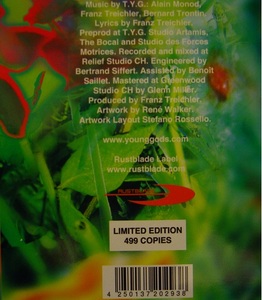 Music by T.Y.G.: Alain Monod,
Franz Treichler, Bernard Trontin.
Lyrics by Franz Treichler.
Preprod at T.Y.G. Studio Artamis,
The Bocal and Studio des Forces
Motrices. Recorded and mixed at
Relief Studio CH. Engineered by
Bertrand Siffert. Assisted by Benoit
Saillet. Mastered at Greenwood
Studio CH by Glenn Miller.
Produced by Franz Treichler.
Artwork by René Walker.
Artwork Layout Stefano Rossello.
www.younggods.com
Rustblade Label
www.rustblade.com
LIMITED EDITION
499 COPIES
4 250137 202938